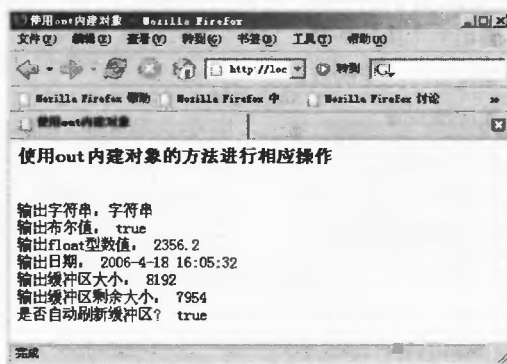 使用out内建对象 - Mozilla Firefox
文件(F) 编辑(E) 查看(V) 转到(G) 书签(B) 工具(T) 帮助(H)
http://loc 转到
Mozilla Firefox 帮助 Mozilla Firefox 中 Mozilla Firefox 讨论
使用out内建对象
使用out内建对象的方法进行相应操作
输出字符串：字符串
输出布尔值： true
输出float型数值： 2356.2
输出日期： 2006-4-18 16:05:32
输出缓冲区大小： 8192
输出缓冲区剩余大小： 7954
是否自动刷新缓冲区？ true
完成